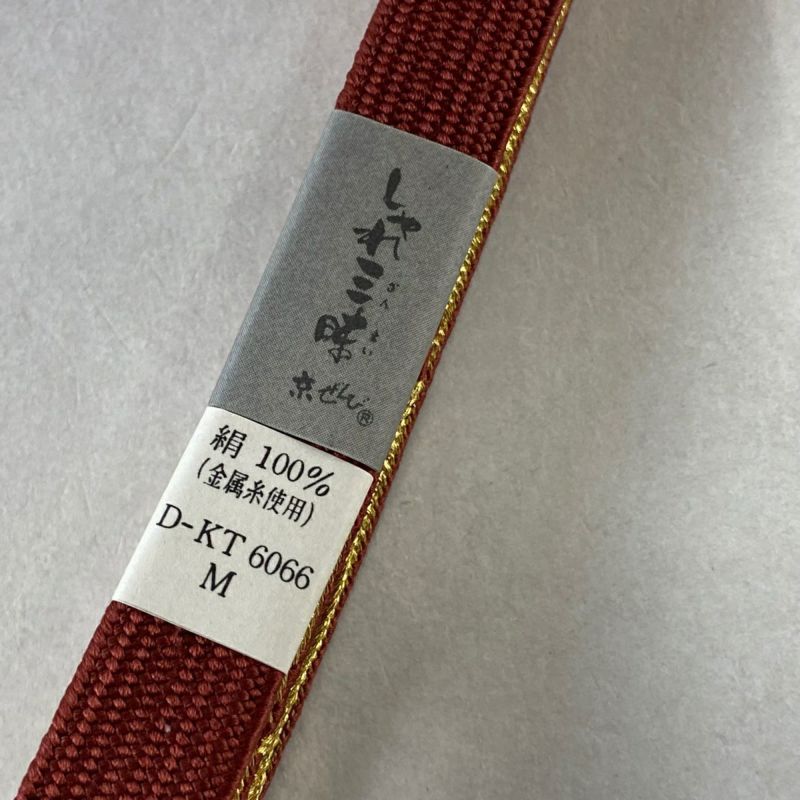 しゃれ三昧
ざんまい
京ぜんび®
絹 100%
(金属糸使用)
D-KT 6066
M